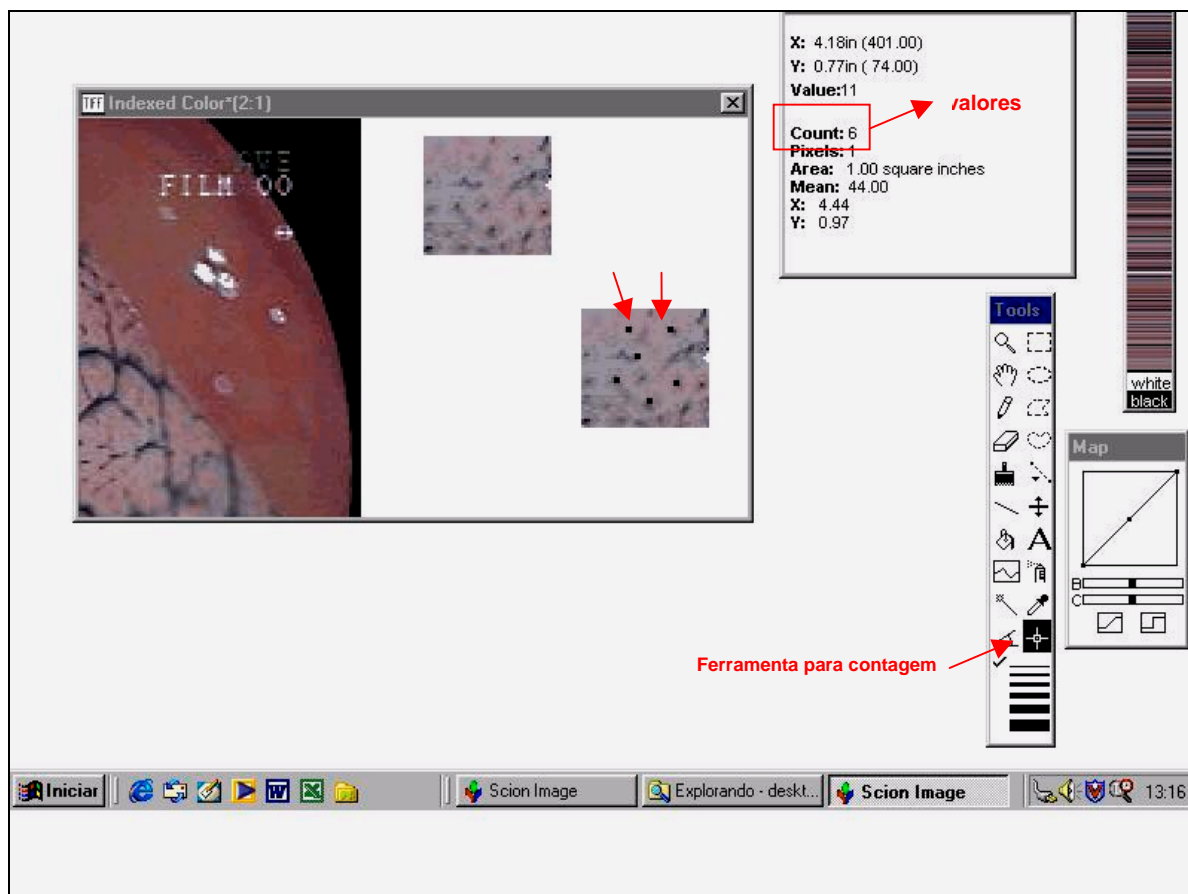 X: 4.18in (401.00)
Y: 0.77in ( 74.00)
Value:11
valores
Count: 6
Pixels: 1
Area: 1.00 square inches
Mean: 44.00
X: 4.44
Y: 0.97
TFF Indexed Color*(2:1)
FILM 00
Tools
A
white
black
Map
B
C
Ferramenta para contagem
Iniciar
Scion Image
Explorando - deskt...
Scion Image
13:16